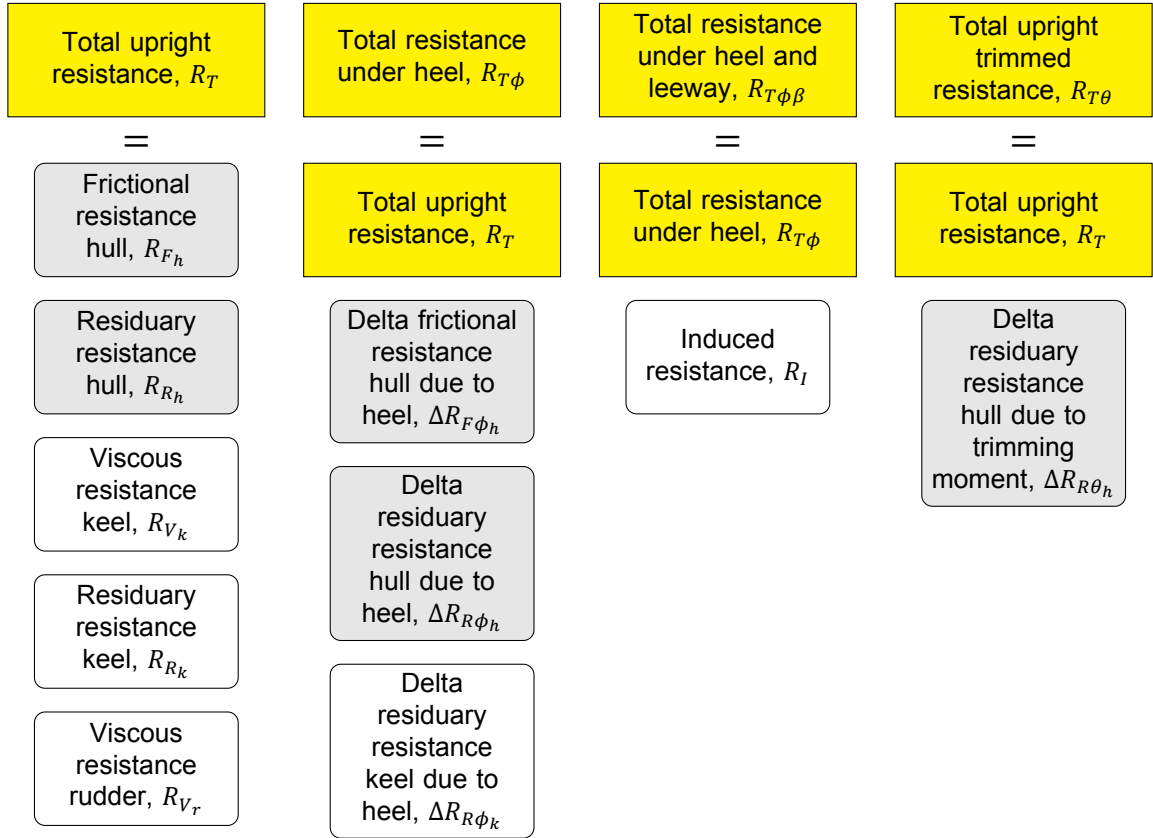 Total upright
resistance, R_T
=
Frictional
resistance
hull, R_{F_h}
Residuary
resistance
hull, R_{R_h}
Viscous
resistance
keel, R_{V_k}
Residuary
resistance
keel, R_{R_k}
Viscous
resistance
rudder, R_{V_r}
Total resistance
under heel, R_{Tϕ}
=
Total upright
resistance, R_T
Delta frictional
resistance
hull due to
heel, ΔR_{Fϕ_h}
Delta
residuary
resistance
hull due to
heel, ΔR_{Rϕ_h}
Delta
residuary
resistance
keel due to
heel, ΔR_{Rϕ_k}
Total resistance
under heel and
leeway, R_{Tϕβ}
=
Total resistance
under heel, R_{Tϕ}
Induced
resistance, R_I
Total upright
trimmed
resistance, R_{Tθ}
=
Total upright
resistance, R_T
Delta
residuary
resistance
hull due to
trimming
moment, ΔR_{Rθ_h}